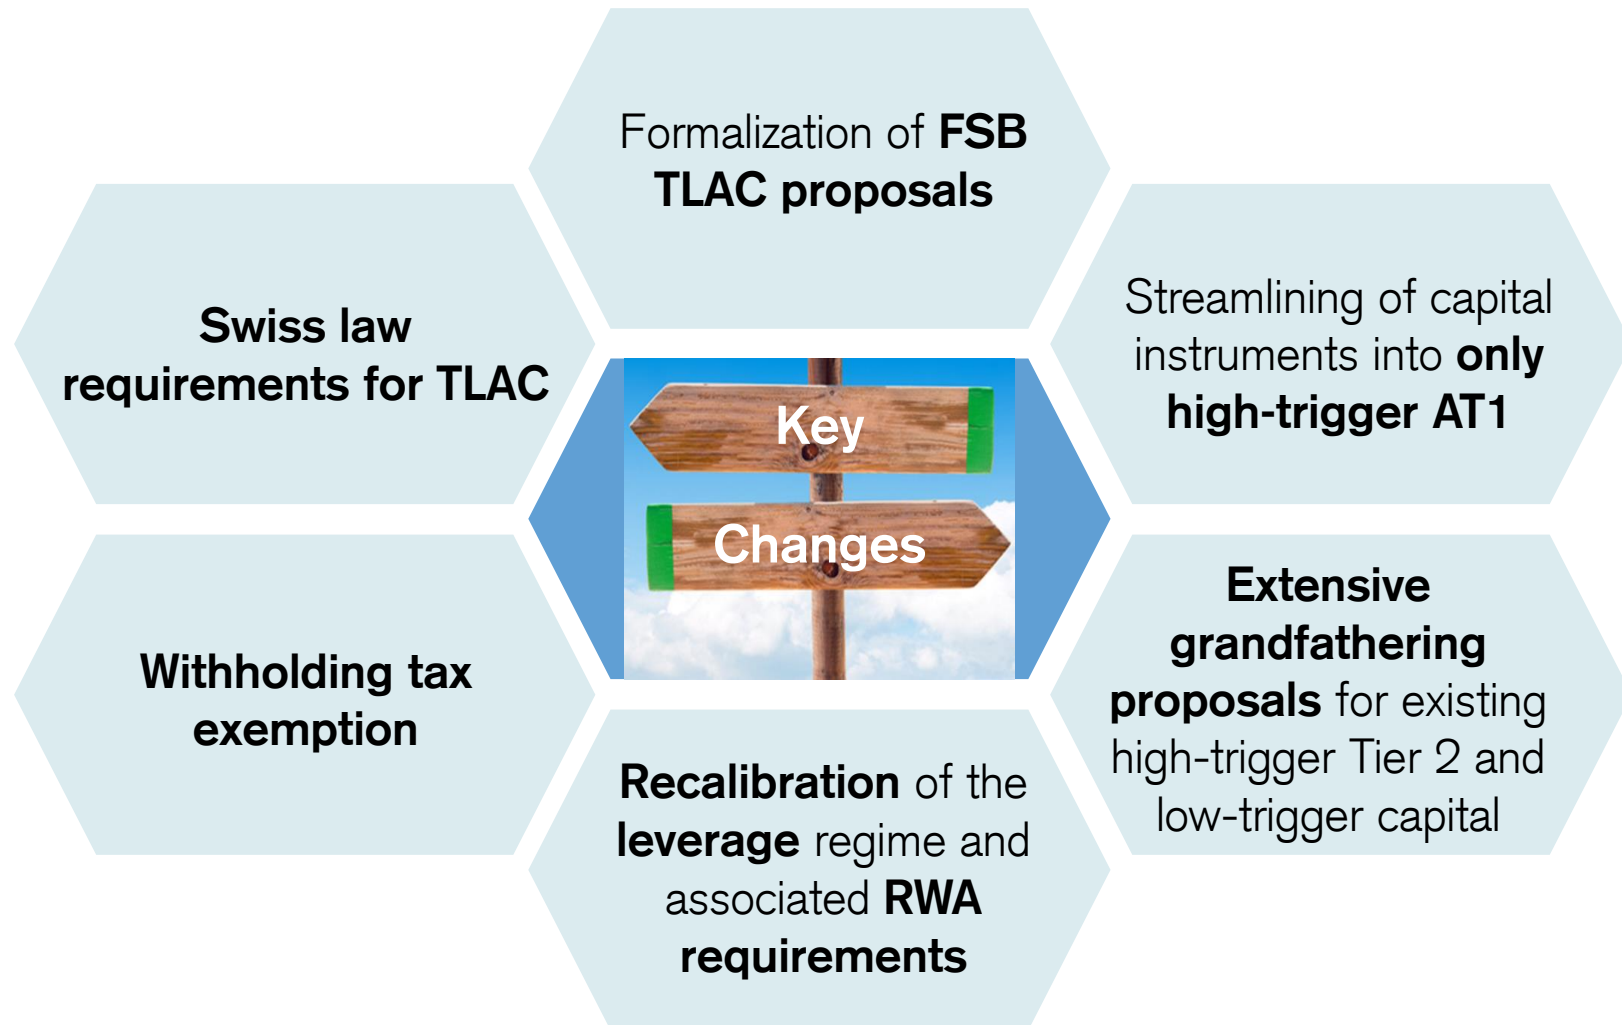 Formalization of FSB
TLAC proposals
Swiss law
requirements for TLAC
Streamlining of capital
instruments into only
high-trigger AT1
Key
Changes
Withholding tax
exemption
Extensive
grandfathering
proposals for existing
high-trigger Tier 2 and
low-trigger capital
Recalibration of the
leverage regime and
associated RWA
requirements